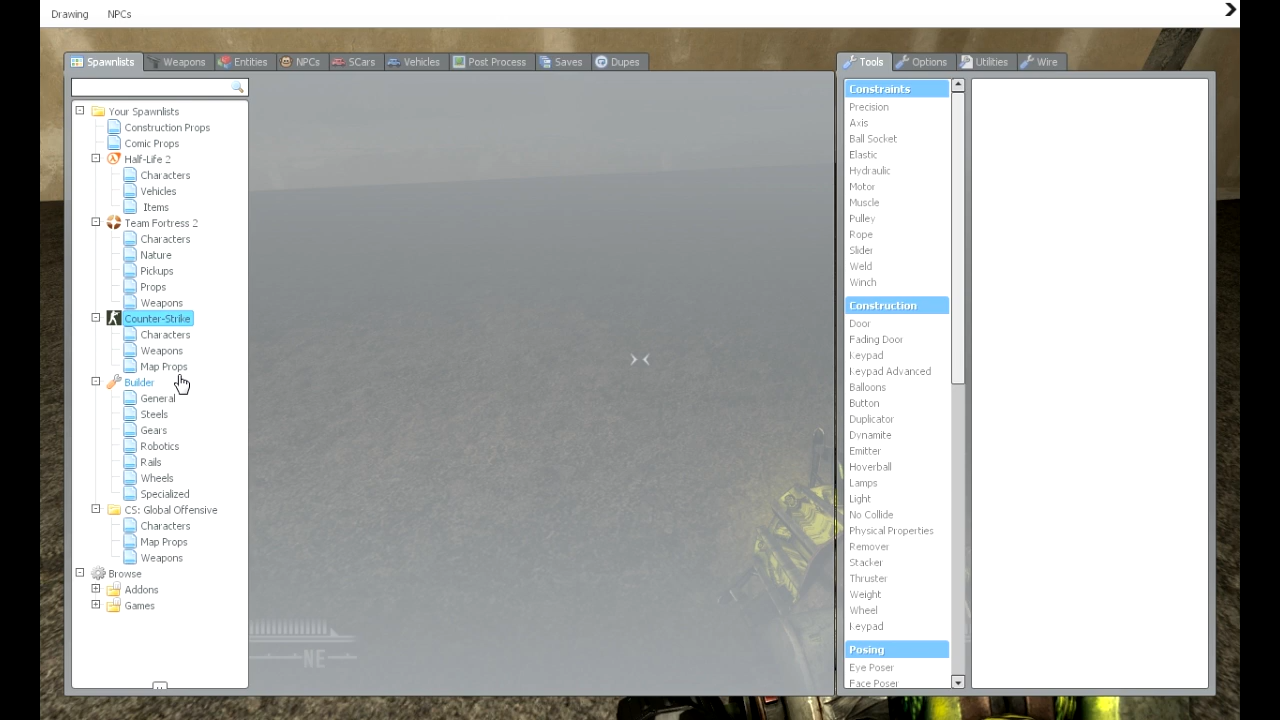 Drawing NPCs
Spawnlists Weapons Entities NPCs SCars Vehicles Post Process Saves Dupes
Your Spawnlists
Construction Props
Comic Props
Half-Life 2
Characters
Vehicles
Items
Team Fortress 2
Characters
Nature
Pickups
Props
Weapons
Counter-Strike
Characters
Weapons
Map Props
Builder
General
Steels
Gears
Robotics
Rails
Wheels
Specialized
CS: Global Offensive
Characters
Map Props
Weapons
Browse
Addons
Games
NE
Tools Options Utilities Wire
Constraints
Precision
Axis
Ball Socket
Elastic
Hydraulic
Motor
Muscle
Pulley
Rope
Slider
Weld
Winch
Construction
Door
Fading Door
Keypad
Keypad Advanced
Balloons
Button
Duplicator
Dynamite
Emitter
Hoverball
Lamps
Light
No Collide
Physical Properties
Remover
Stacker
Thruster
Weight
Wheel
Keypad
Posing
Eye Poser
Face Poser